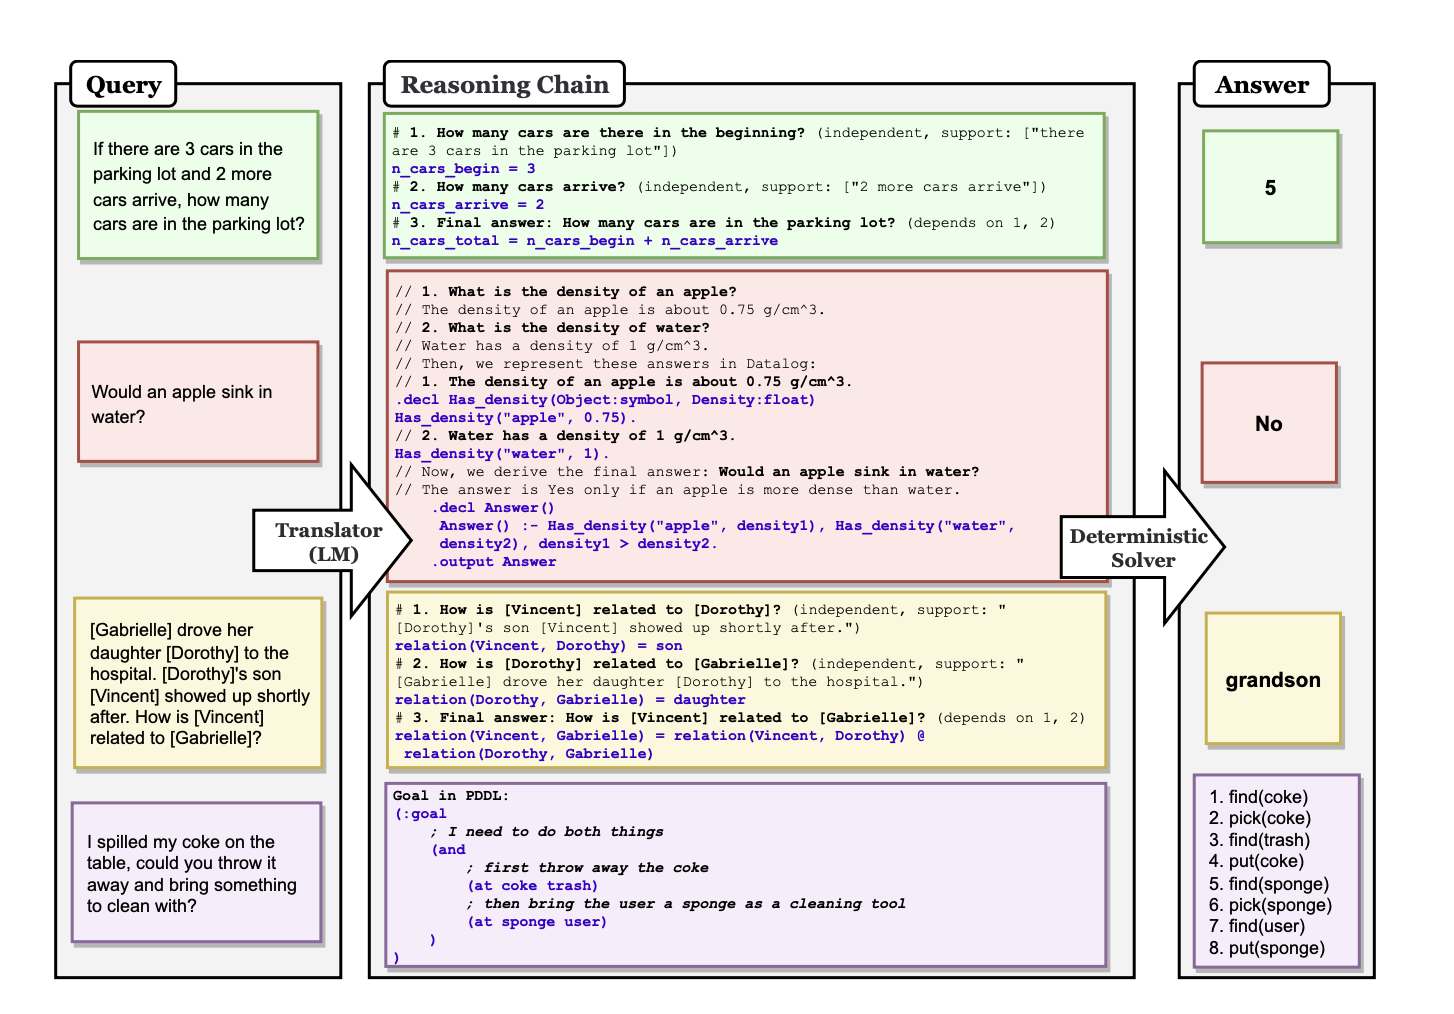 Query
If there are 3 cars in the
parking lot and 2 more
cars arrive, how many
cars are in the parking lot?
Would an apple sink in
water?
[Gabrielle] drove her
daughter [Dorothy] to the
hospital. [Dorothy]'s son
[Vincent] showed up shortly
after. How is [Vincent]
related to [Gabrielle]?
I spilled my coke on the
table, could you throw it
away and bring something
to clean with?
Translator
(LM)
Reasoning Chain
# 1. How many cars are there in the beginning? (independent, support: ["there
are 3 cars in the parking lot"])
n_cars_begin = 3
# 2. How many cars arrive? (independent, support: ["2 more cars arrive"])
n_cars_arrive = 2
# 3. Final answer: How many cars are in the parking lot? (depends on 1, 2)
n_cars_total = n_cars_begin + n_cars_arrive
// 1. What is the density of an apple?
// The density of an apple is about 0.75 g/cm^3.
// 2. What is the density of water?
// Water has a density of 1 g/cm^3.
// Then, we represent these answers in Datalog:
// 1. The density of an apple is about 0.75 g/cm^3.
.decl Has_density(Object:symbol, Density:float)
Has_density("apple", 0.75).
// 2. Water has a density of 1 g/cm^3.
Has_density("water", 1).
// Now, we derive the final answer: Would an apple sink in water?
// The answer is Yes only if an apple is more dense than water.
.decl Answer()
Answer() :- Has_density("apple", density1), Has_density("water",
density2), density1 > density2.
.output Answer
# 1. How is [Vincent] related to [Dorothy]? (independent, support: "
[Dorothy]'s son [Vincent] showed up shortly after.")
relation(Vincent, Dorothy) = son
# 2. How is [Dorothy] related to [Gabrielle]? (independent, support: "
[Gabrielle] drove her daughter [Dorothy] to the hospital.")
relation(Dorothy, Gabrielle) = daughter
# 3. Final answer: How is [Vincent] related to [Gabrielle]? (depends on 1, 2)
relation(Vincent, Gabrielle) = relation(Vincent, Dorothy) @
relation(Dorothy, Gabrielle)
Goal in PDDL:
(:goal
; I need to do both things
(and
; first throw away the coke
(at coke trash)
; then bring the user a sponge as a cleaning tool
(at sponge user)
)
)
Deterministic
Solver
Answer
5
No
grandson
1. find(coke)
2. pick(coke)
3. find(trash)
4. put(coke)
5. find(sponge)
6. pick(sponge)
7. find(user)
8. put(sponge)